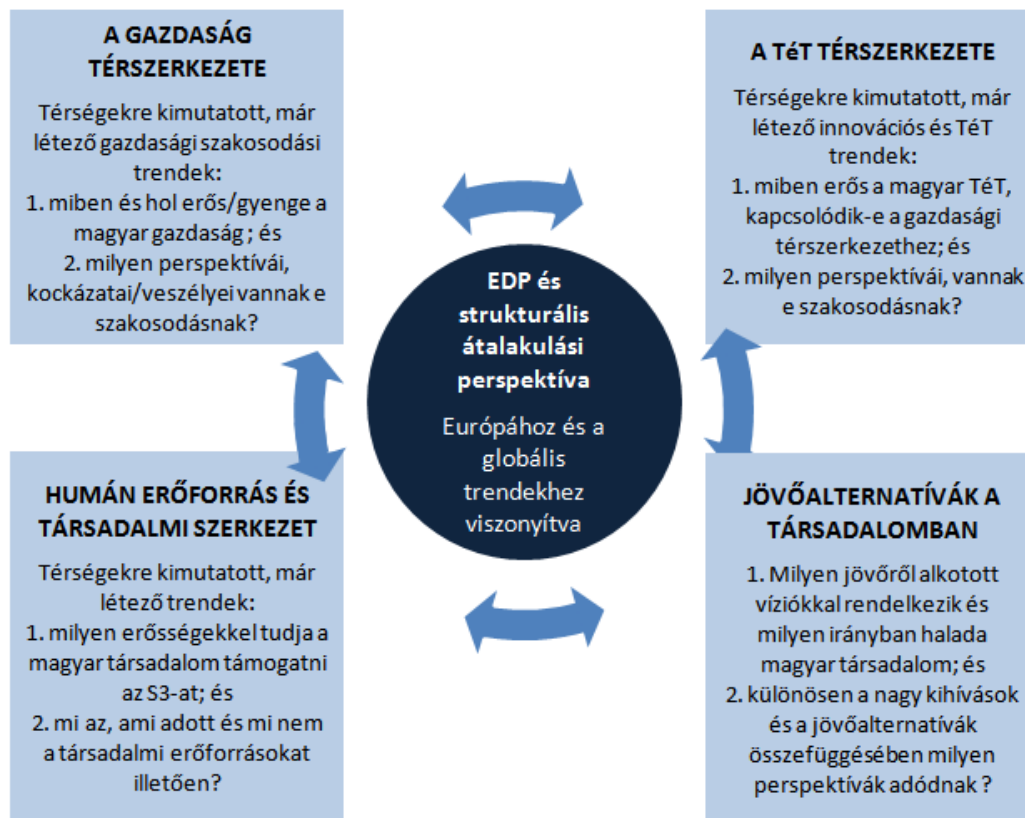 A GAZDASÁG
TÉRSZERKEZETE
Térségekre kimutatott, már
létező gazdasági szakosodási
trendek:
1. miben és hol erős/gyenge a
magyar gazdaság ; és
2. milyen perspektívái,
kockázatai/veszélyei vannak e
szakosodásnak?
A TéT TÉRSZERKEZETE
Térségekre kimutatott, már
létező innovációs és TéT
trendek:
1. miben erős a magyar TéT,
kapcsolódik-e a gazdasági
térszerkezethez; és
2. milyen perspektívái, vannak
e szakosodásnak?
EDP és
strukturális
átalakulási
perspektíva
Európához és a
globális
trendekhez
viszonyítva
HUMÁN ERŐFORRÁS ÉS
TÁRSADALMI SZERKEZET
Térségekre kimutatott, már
létező trendek:
1. milyen erősségekkel tudja a
magyar társadalom támogatni
az S3-at; és
2. mi az, ami adott és mi nem
a társadalmi erőforrásokat
illetően?
JÖVŐALTERNATÍVÁK A
TÁRSADALOMBAN
1. Milyen jövőről alkotott
víziókkal rendelkezik és
milyen irányban halada
magyar társadalom; és
2. különösen a nagy kihívások
és a jövőalternatívák
összefüggésében milyen
perspektívák adódnak ?